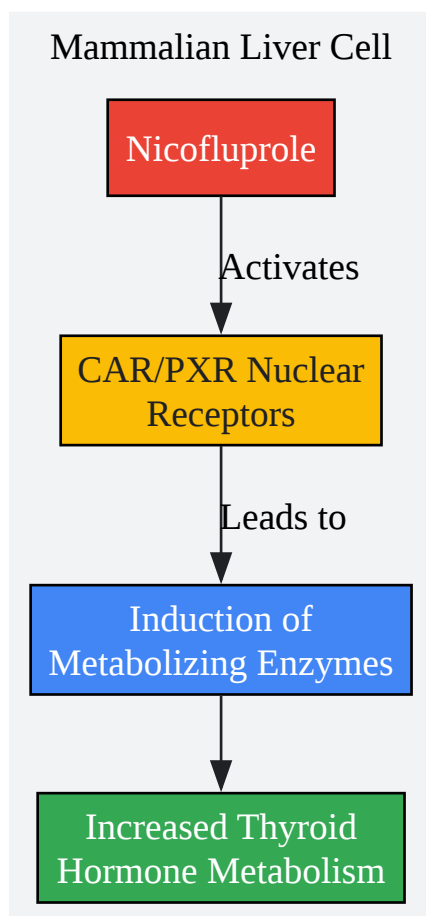 Mammalian Liver Cell
Nicofluprole
Activates
CAR/PXR Nuclear
Receptors
Leads to
Induction of
Metabolizing Enzymes
Increased Thyroid
Hormone Metabolism